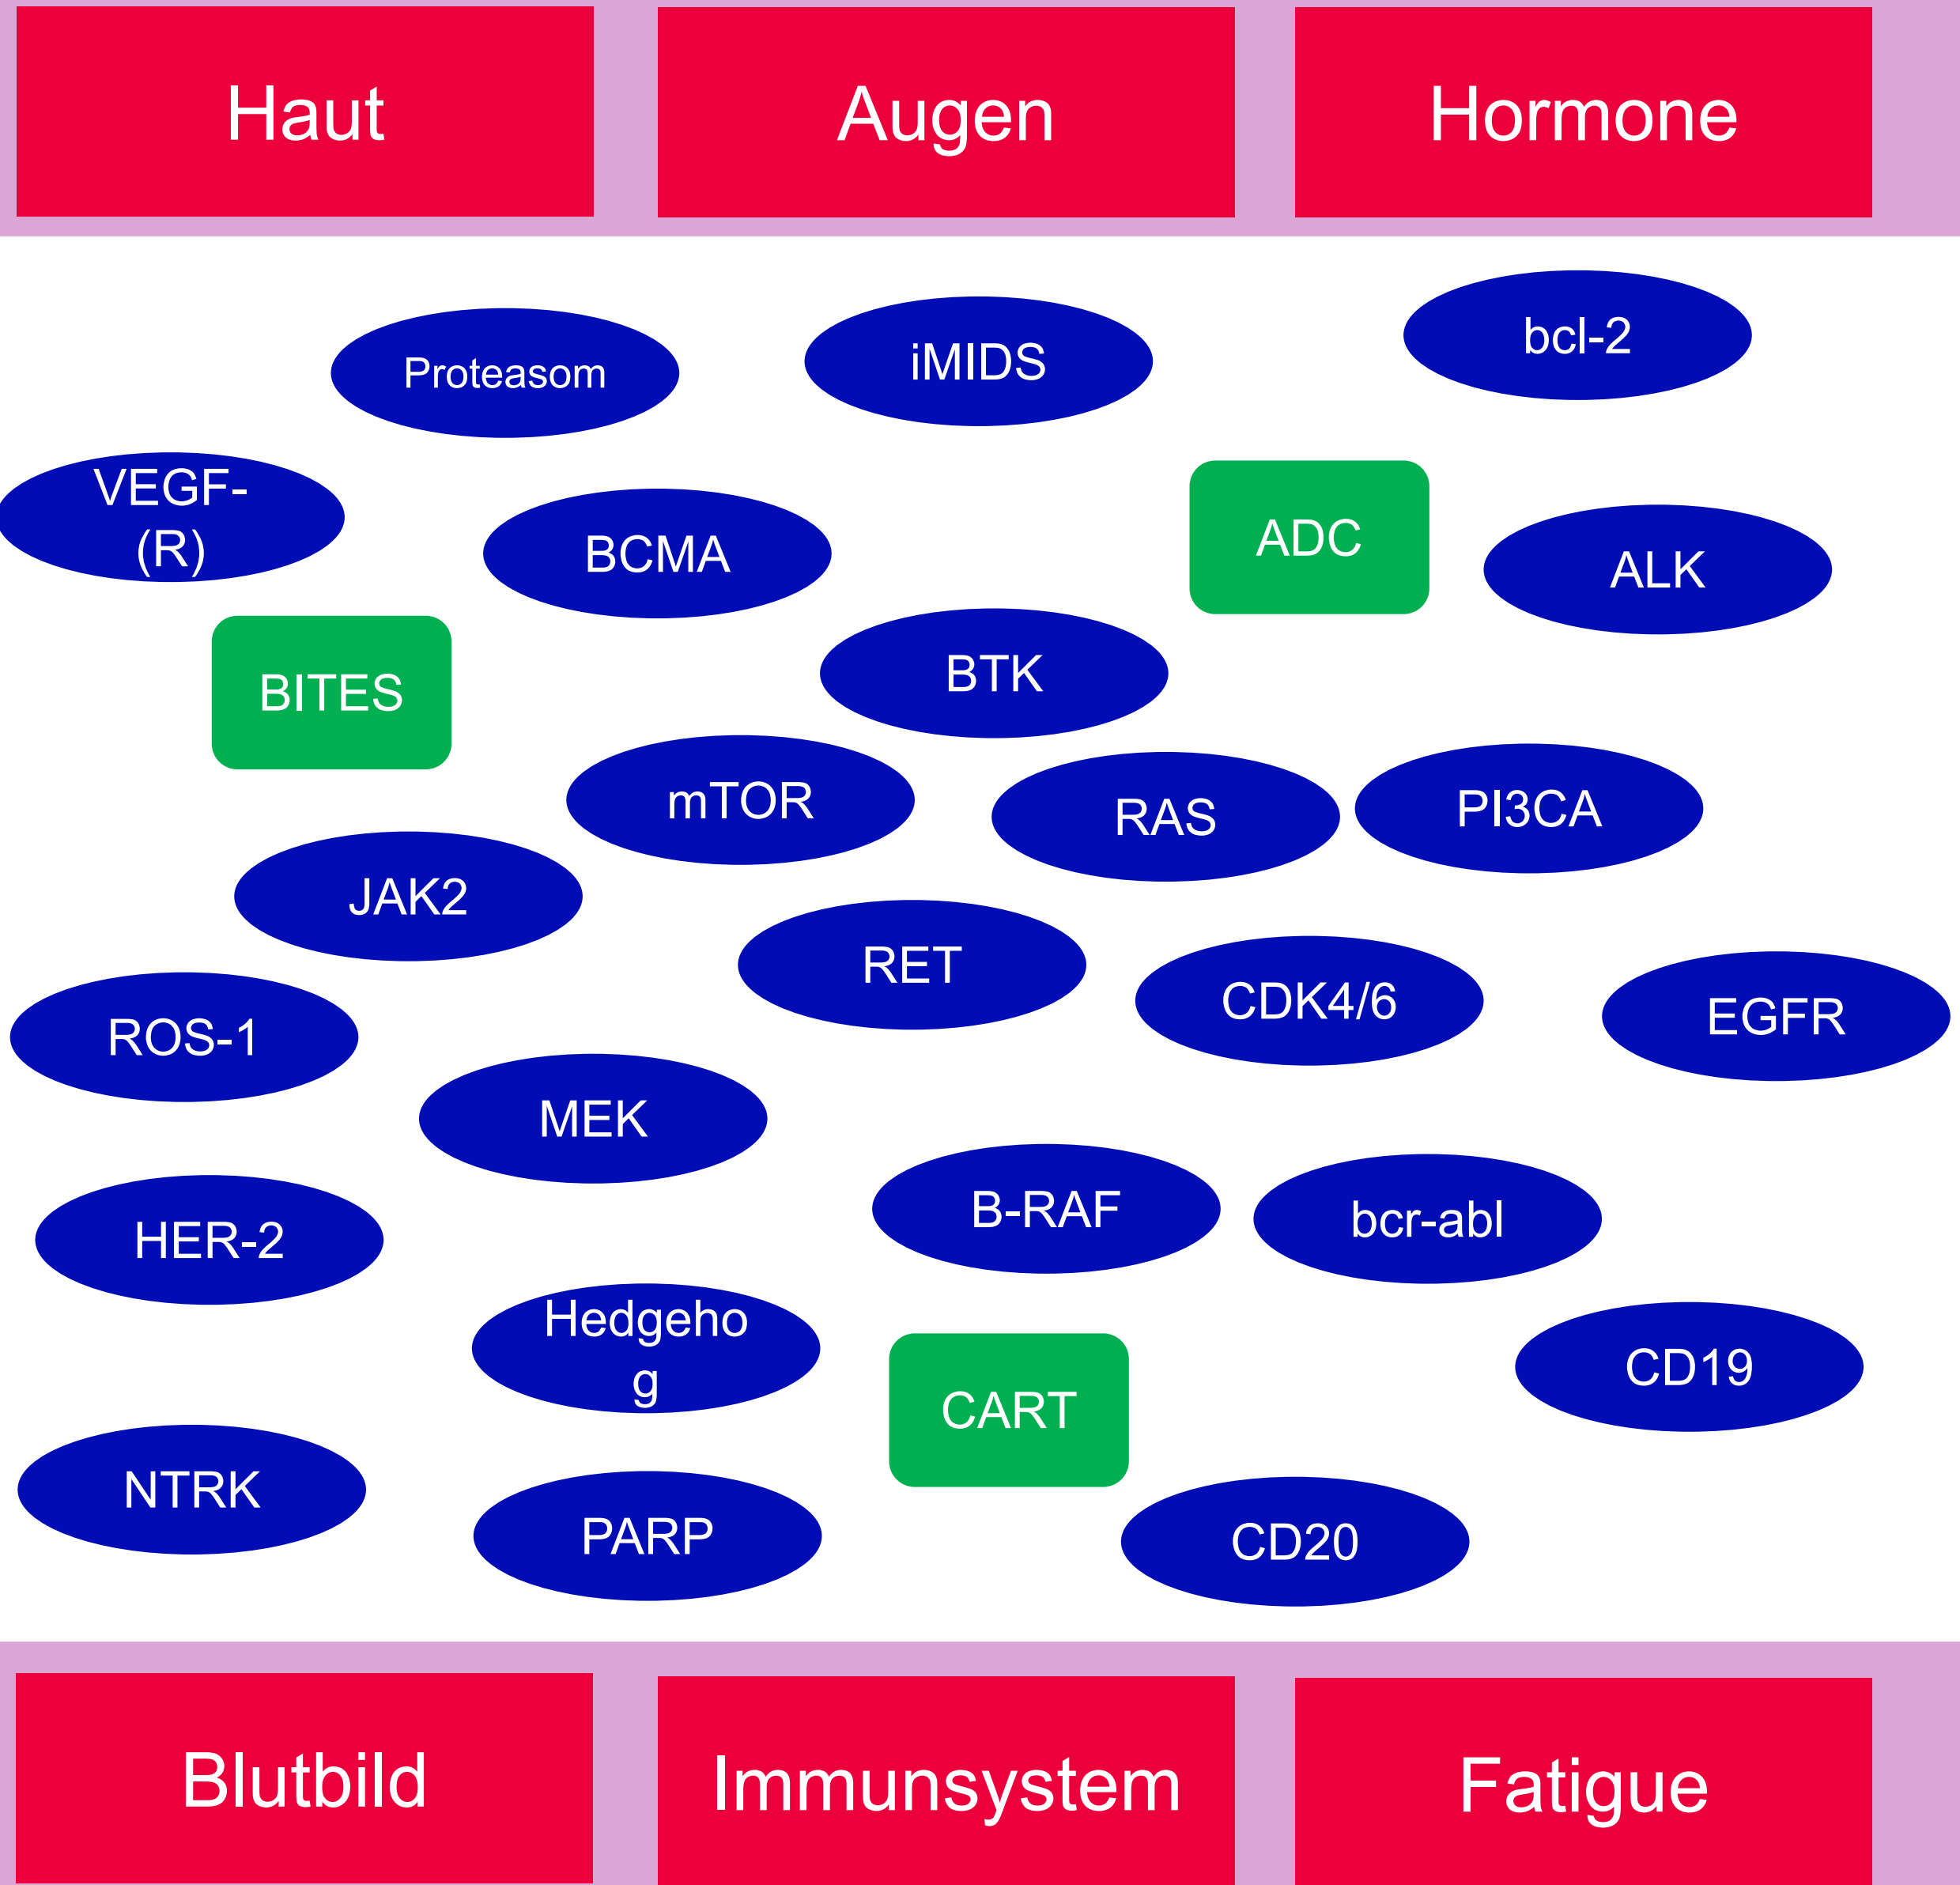 Haut
Augen
Hormone
bcl-2
iMIDS
Proteasom
VEGF-
(R)
ADC
BCMA
ALK
BTK
BITES
mTOR
PI3CA
RAS
JAK2
RET
CDK4/6
EGFR
ROS-1
MEK
B-RAF
bcr-abl
HER-2
Hedgeho
g
CD19
CART
NTRK
PARP
CD20
Blutbild
Immunsystem
Fatigue